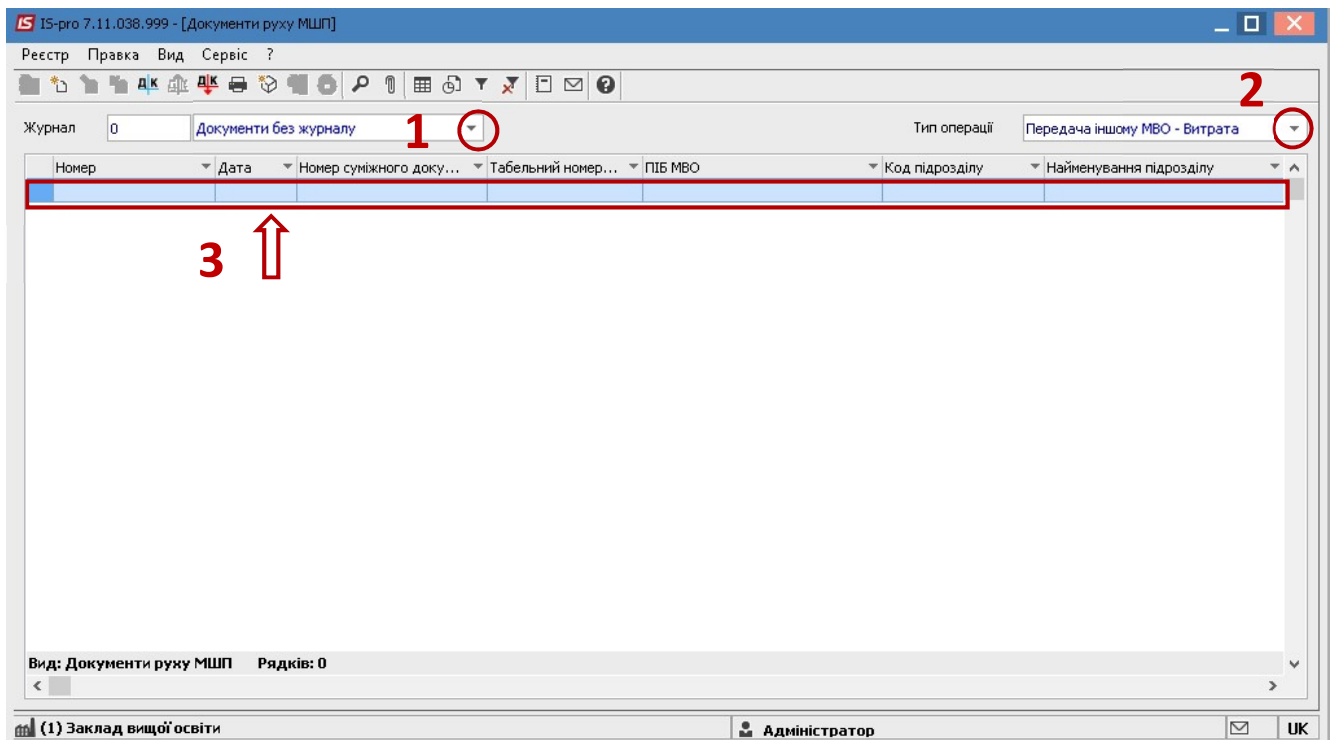 IS-pro 7.11.038.999 - [Документи руху МШП]
Реєстр Правка Вид Сервіс ?
Журнал 0 Документи без журналу 1 Тип операції Передача іншому МВО - Витрата 2
Номер Дата Номер суміжного доку... Табельний номер... ПІБ МВО Код підрозділу Найменування підрозділу
3
Вид: Документи руху МШП Рядків: 0
(1) Заклад вищої освіти Адміністратор UK